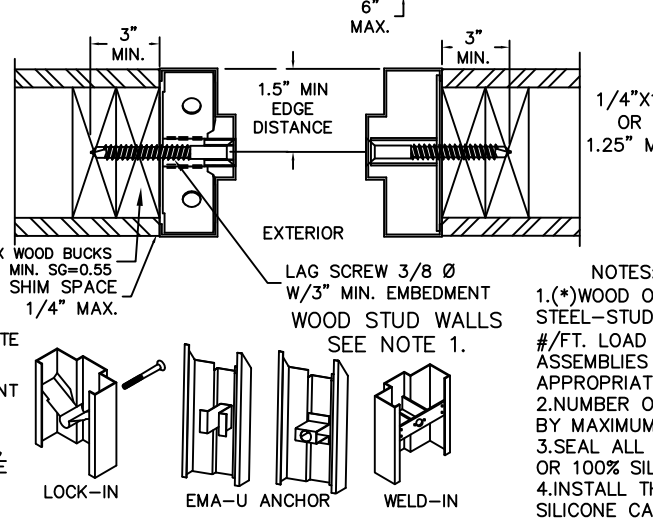 6"
MAX.
3"
MIN.
3"
MIN.
1.5" MIN
EDGE
DISTANCE
1/4"X
OR
1.25"
EXTERIOR
X WOOD BUCKS
MIN. SG=0.55
SHIM SPACE
1/4" MAX.
LAG SCREW 3/8 Ø
W/3" MIN. EMBEDMENT
WOOD STUD WALLS
SEE NOTE 1.
LOCK-IN
EMA-U ANCHOR
WELD-IN
NOTES:
1.(*)WOOD O
STEEL-STUD
#/FT. LOAD
ASSEMBLIES
APPROPRIAT
2.NUMBER O
BY MAXIMUM
3.SEAL ALL
OR 100% SIL
4.INSTALL TH
SILICONE CA